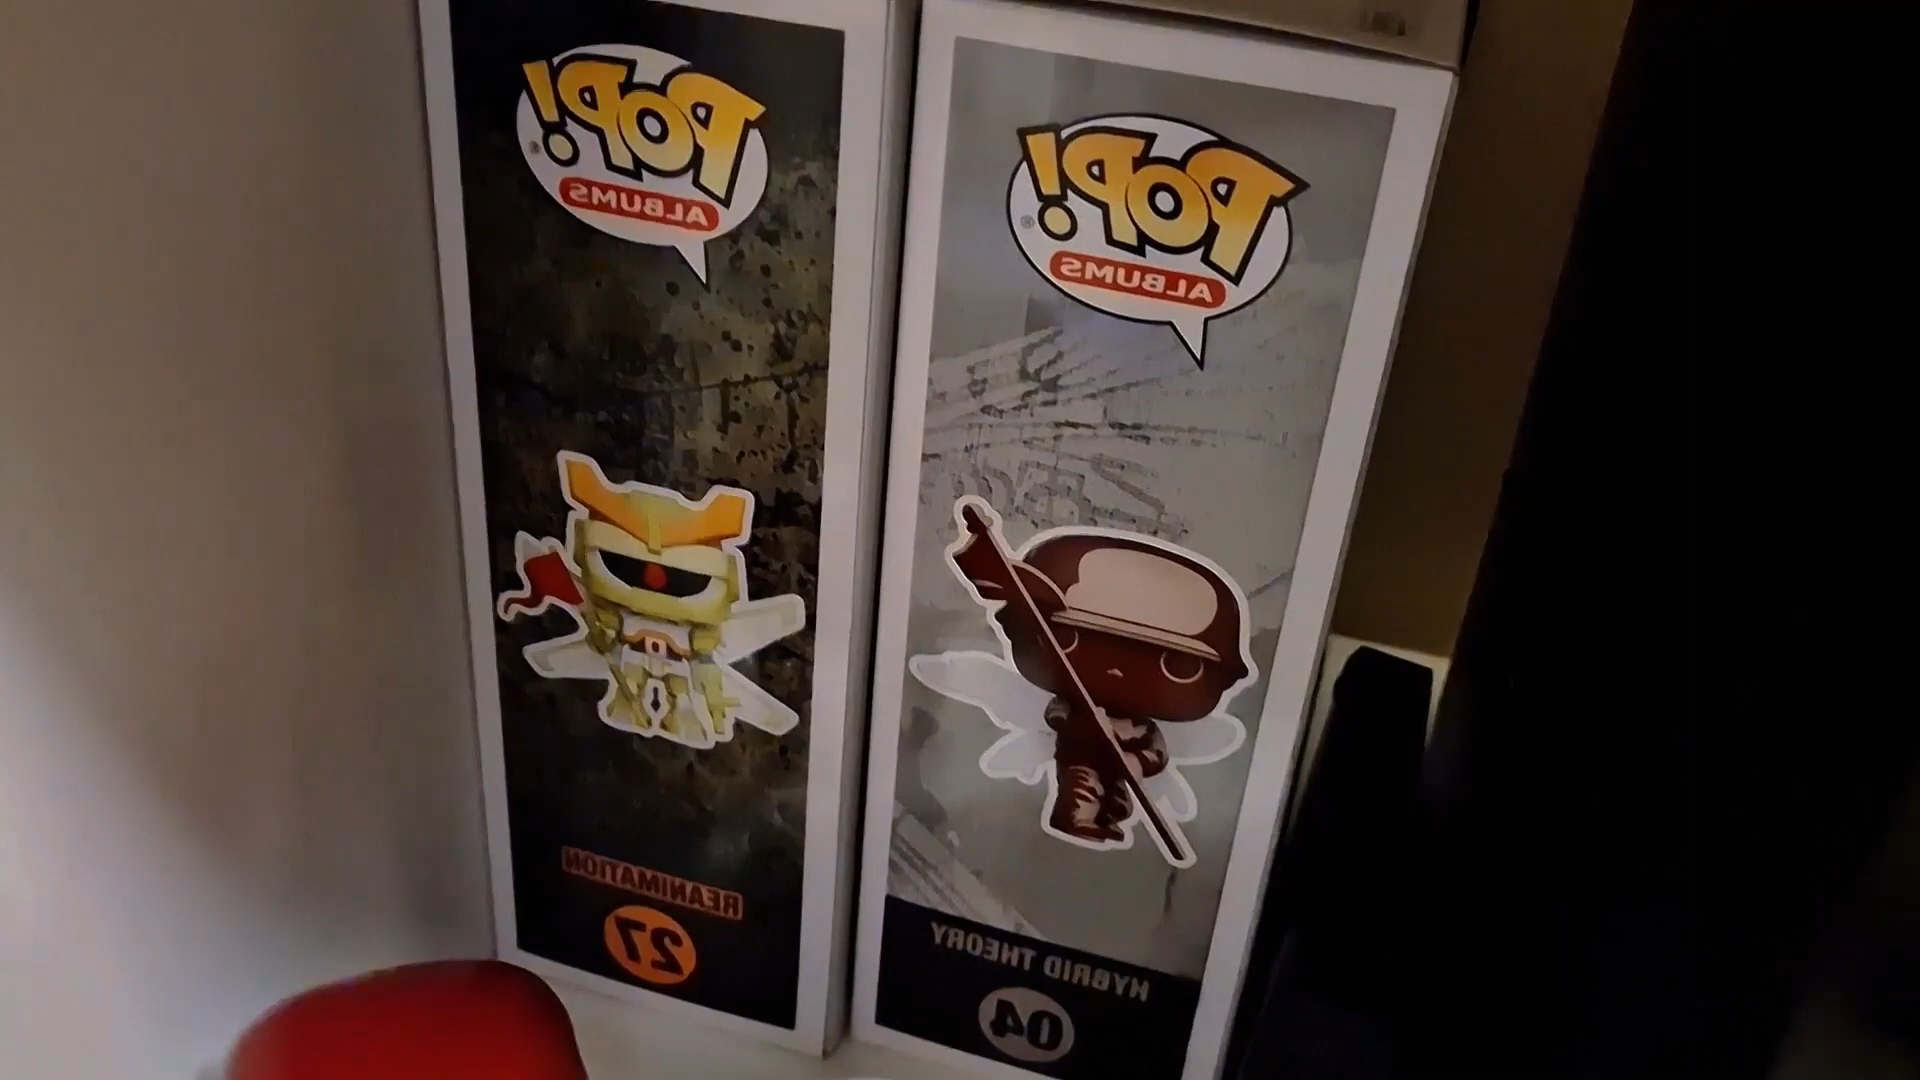 POP!
ALBUMS
REANIMATION
27
POP!
ALBUMS
HYBRID THEORY
04